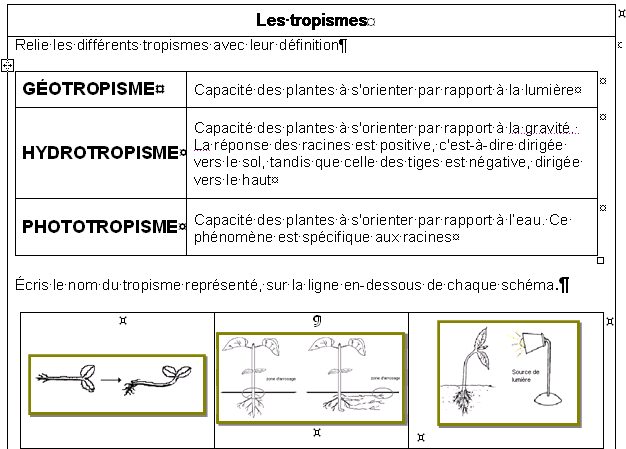 Les tropismes
Relie les différents tropismes avec leur définition¶
GÉOTROPISME¤
Capacité des plantes à s'orienter par rapport à la lumière¤
HYDROTROPISME¤
Capacité des plantes à s'orienter par rapport à la gravité.
La réponse des racines est positive, c'est-à-dire dirigée
vers le sol, tandis que celle des tiges est négative, dirigée
vers le haut¤
PHOTOTROPISME¤
Capacité des plantes à s'orienter par rapport à l'eau. Ce
phénomène est spécifique aux racines¤
Écris le nom du tropisme représenté, sur la ligne en-dessous de chaque schéma.¶
zone d'arrosage
zone d'arrosage
Source de
lumière